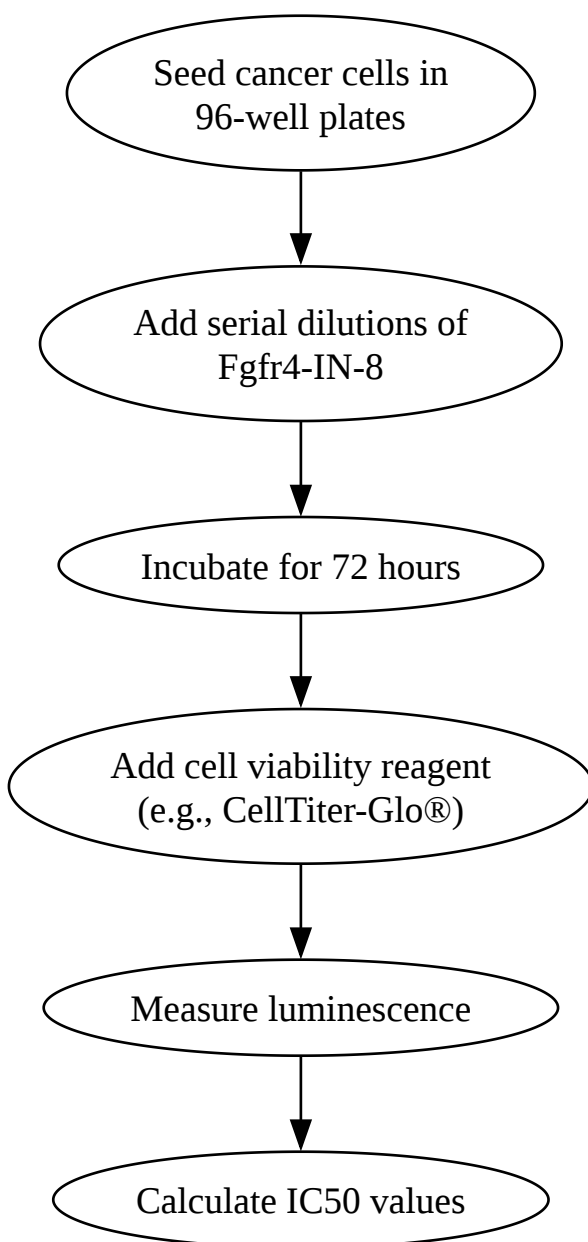 Seed cancer cells in
96-well plates
Add serial dilutions of
Fgfr4-IN-8
Incubate for 72 hours
Add cell viability reagent
(e.g., CellTiter-Glo®)
Measure luminescence
Calculate IC50 values